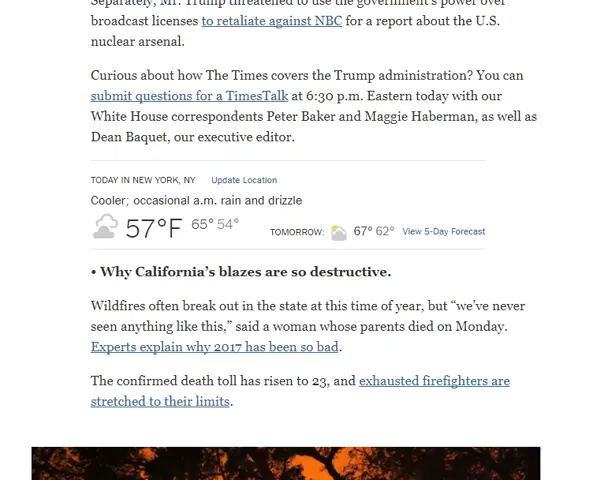 Separately, Mr. Trump threatened to use the government's power over
broadcast licenses to retaliate against NBC for a report about the U.S.
nuclear arsenal.
Curious about how The Times covers the Trump administration? You can
submit questions for a TimesTalk at 6:30 p.m. Eastern today with our
White House correspondents Peter Baker and Maggie Haberman, as well as
Dean Baquet, our executive editor.
TODAY IN NEW YORK, NY Update Location
Cooler; occasional a.m. rain and drizzle
57°F 65° 54° TOMORROW: 67° 62° View 5-Day Forecast
• Why California's blazes are so destructive.
Wildfires often break out in the state at this time of year, but “we've never
seen anything like this,” said a woman whose parents died on Monday.
Experts explain why 2017 has been so bad.
The confirmed death toll has risen to 23, and exhausted firefighters are
stretched to their limits.